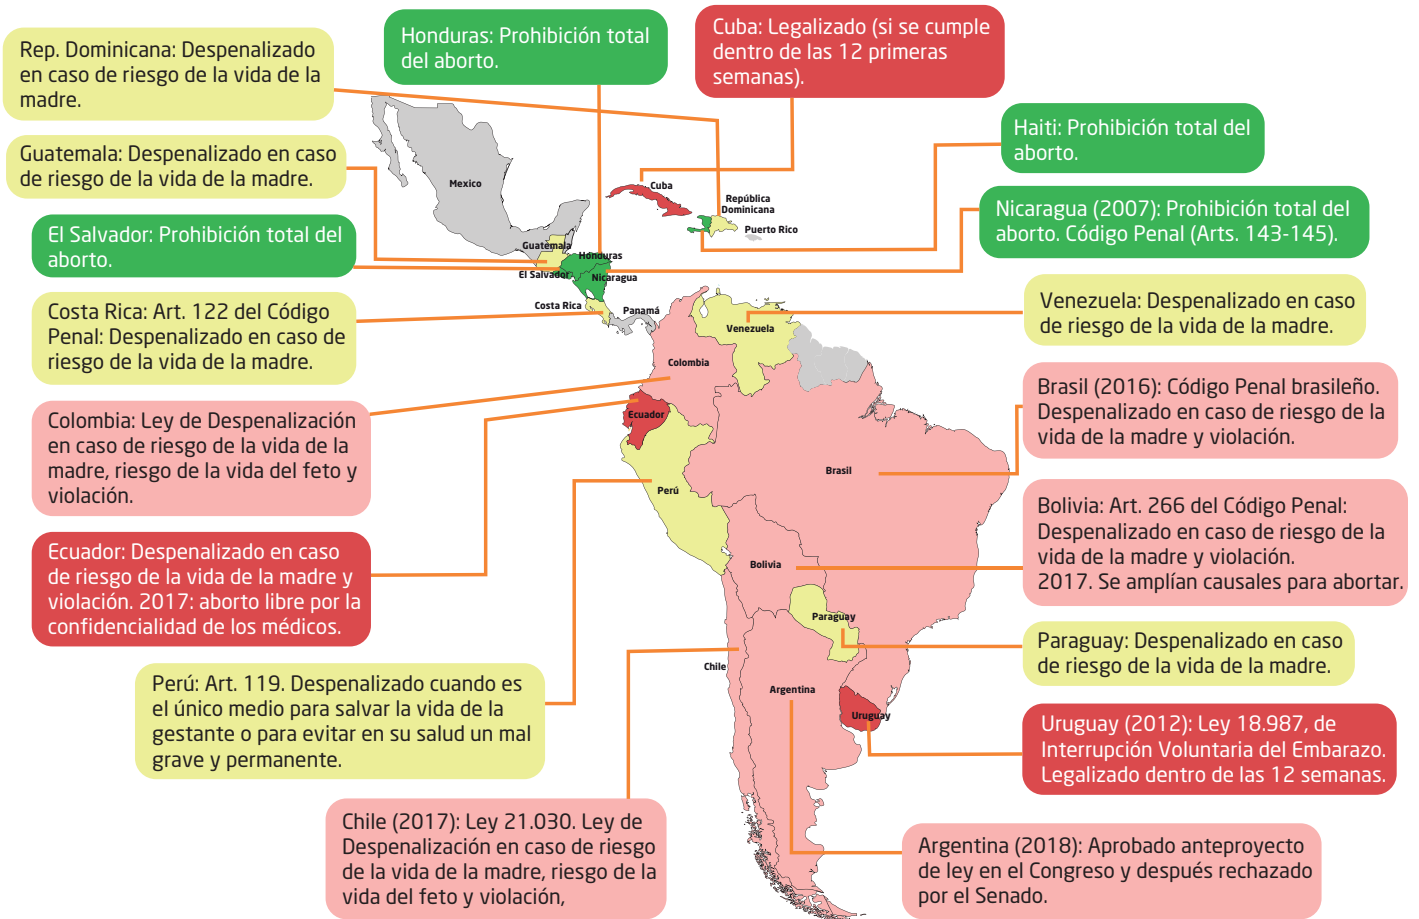 Rep. Dominicana: Despenalizado
en caso de riesgo de la vida de la
madre.
Honduras: Prohibición total
del aborto.
Cuba: Legalizado (si se cumple
dentro de las 12 primeras
semanas).
Guatemala: Despenalizado en caso
de riesgo de la vida de la madre.
Haiti: Prohibición total del
aborto.
El Salvador: Prohibición total del
aborto.
Nicaragua (2007): Prohibición total del
aborto. Código Penal (Arts. 143-145).
Costa Rica: Art. 122 del Código
Penal: Despenalizado en caso de
riesgo de la vida de la madre.
Venezuela: Despenalizado en caso
de riesgo de la vida de la madre.
Colombia: Ley de Despenalización
en caso de riesgo de la vida de la
madre, riesgo de la vida del feto y
violación.
Brasil (2016): Código Penal brasileño.
Despenalizado en caso de riesgo de la
vida de la madre y violación.
Ecuador: Despenalizado en caso
de riesgo de la vida de la madre y
violación. 2017: aborto libre por la
confidencialidad de los médicos.
Bolivia: Art. 266 del Código Penal:
Despenalizado en caso de riesgo de la
vida de la madre y violación.
2017. Se amplían causales para abortar.
Perú: Art. 119. Despenalizado cuando es
el único medio para salvar la vida de la
gestante o para evitar en su salud un mal
grave y permanente.
Paraguay: Despenalizado en caso
de riesgo de la vida de la madre.
Uruguay (2012): Ley 18.987, de
Interrupción Voluntaria del Embarazo.
Legalizado dentro de las 12 semanas.
Chile (2017): Ley 21.030. Ley de
Despenalización en caso de riesgo
de la vida de la madre, riesgo de la
vida del feto y violación,
Argentina (2018): Aprobado anteproyecto
de ley en el Congreso y después rechazado
por el Senado.
Mexico
Cuba
República
Dominicana
Puerto Rico
Guatemala
Honduras
El Salvador
Nicaragua
Costa Rica
Panamá
Venezuela
Colombia
Ecuador
Brasil
Perú
Bolivia
Paraguay
Chile
Argentina
Uruguay